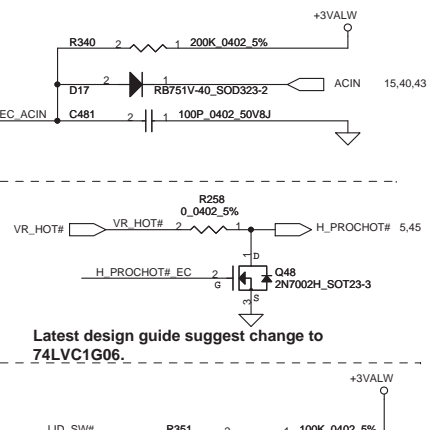 +3VALW
R340 2 1 200K_0402_5%
D17 2 1 RB751V-40_SOD323-2 ACIN 15,40,43
EC_ACIN C481 2 1 100P_0402_50V8J
R258
0_0402_5%
VR_HOT# VR_HOT# 2 1 H_PROCHOT# 5,45
1 D
H_PROCHOT#_EC 2 G Q48
2N7002H_SOT23-3
3 S
Latest design guide suggest change to
74LVC1G06.
+3VALW
LID_SW# R351 2 1 100K_0402_5%